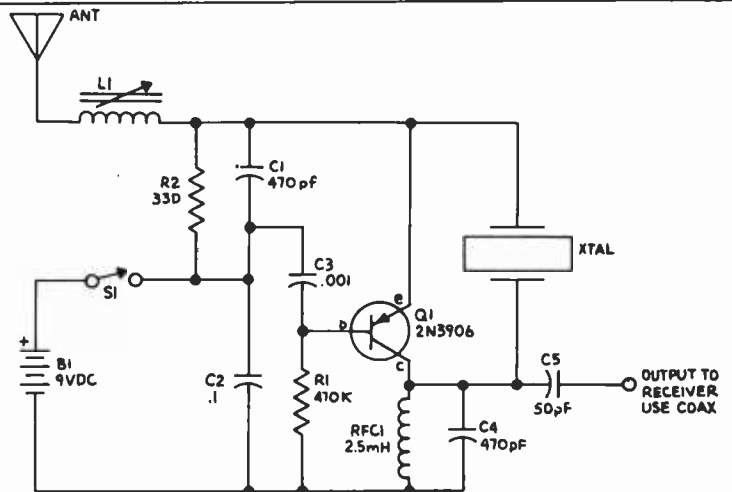 ANT
L1
C1
470pf
R2
330
XTAL
C3
.001
S1
e
Q1
2N3906
b
c
+
B1
9VDC
C2
.1
R1
470K
C5
50pF
OUTPUT TO
RECEIVER
USE COAX
RFC1
2.5mH
C4
470pF